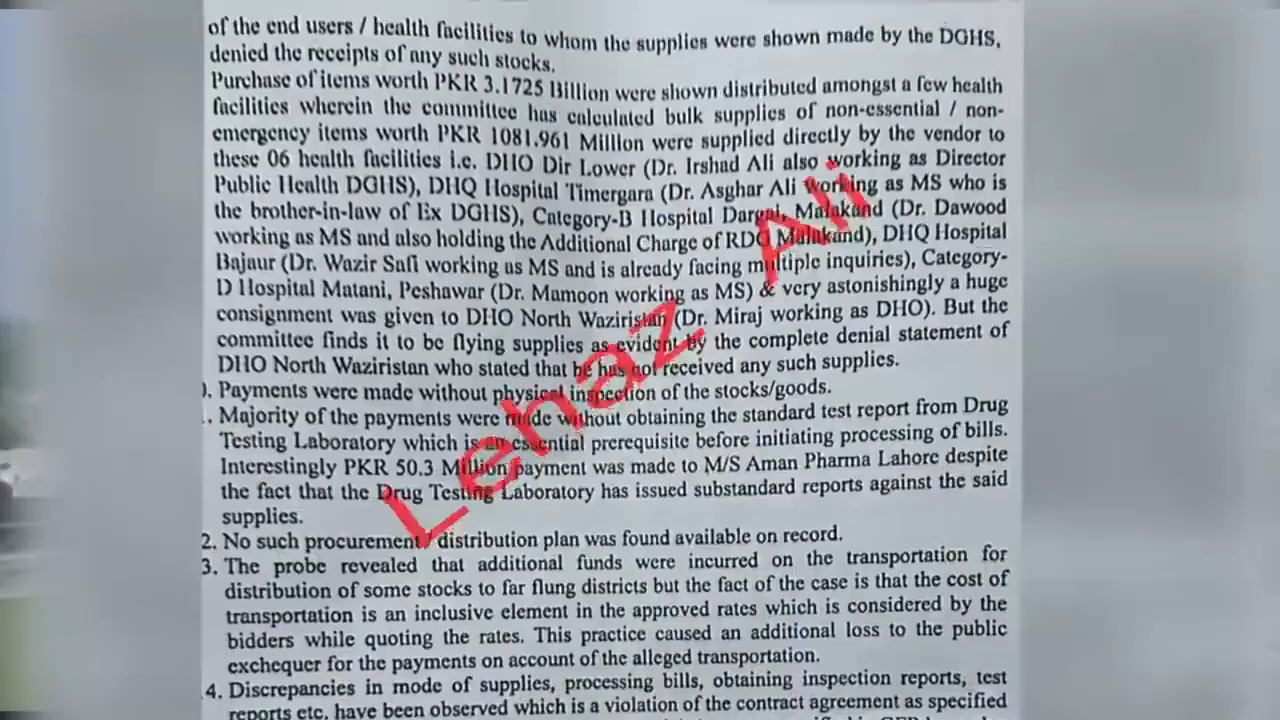 of the end users / health facilities to whom the supplies were shown made by the DGHS,
denied the receipts of any such stocks.
Purchase of items worth PKR 3.1725 Billion were shown distributed amongst a few health
facilities wherein the committee has calculated bulk supplies of non-essential / non-
emergency items worth PKR 1081.961 Million were supplied directly by the vendor to
these 06 health facilities i.e. DHO Dir Lower (Dr. Irshad Ali also working as Director
Public Health DGHS), DHQ Hospital Timergara (Dr. Asghar Ali working as MS who is
the brother-in-law of Ex DGHS), Category-B Hospital Dargai, Malakand (Dr. Dawood
working as MS and also holding the Additional Charge of RDG Malakand), DHQ Hospital
Bajaur (Dr. Wazir Safi working as MS and is already facing multiple inquiries), Category-
D Hospital Matani, Peshawar (Dr. Mamoon working as MS) & very astonishingly a huge
consignment was given to DHO North Waziristan (Dr. Miraj working as DHO). But the
committee finds it to be flying supplies as evident by the complete denial statement of
DHO North Waziristan who stated that he has not received any such supplies.
. Payments were made without physical inspection of the stocks/goods.
. Majority of the payments were made without obtaining the standard test report from Drug
Testing Laboratory which is an essential prerequisite before initiating processing of bills.
Interestingly PKR 50.3 Million payment was made to M/S Aman Pharma Lahore despite
the fact that the Drug Testing Laboratory has issued substandard reports against the said
supplies.
2. No such procurement / distribution plan was found available on record.
3. The probe revealed that additional funds were incurred on the transportation for
distribution of some stocks to far flung districts but the fact of the case is that the cost of
transportation is an inclusive element in the approved rates which is considered by the
bidders while quoting the rates. This practice caused an additional loss to the public
exchequer for the payments on account of the alleged transportation.
4. Discrepancies in mode of supplies, processing bills, obtaining inspection reports, test
reports etc. have been observed which is a violation of the contract agreement as specified
Lehaz Ali